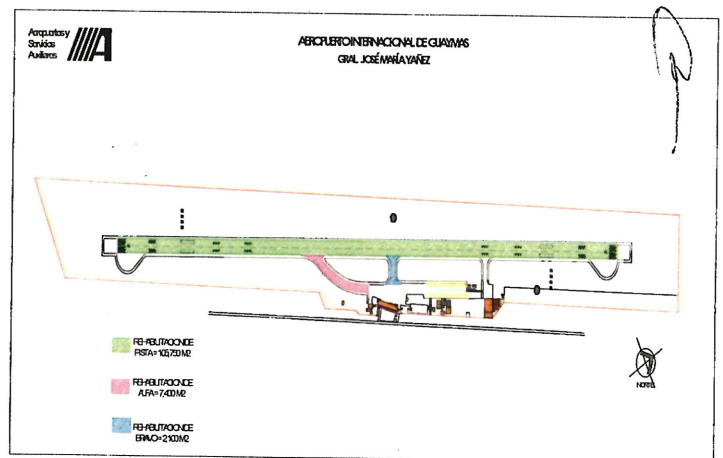 Aeropuertos y
Servicios
Auxiliares
AEROPUERTO INTERNACIONAL DE GUAYMAS
GRAL. JOSÉ MARÍA YAÑEZ
REHABILITACION DE
PISTA = 105,750 M2
REHABILITACION DE
ALFA = 7,400 M2
REHABILITACION DE
BRAVO = 2,100 M2
NORTE